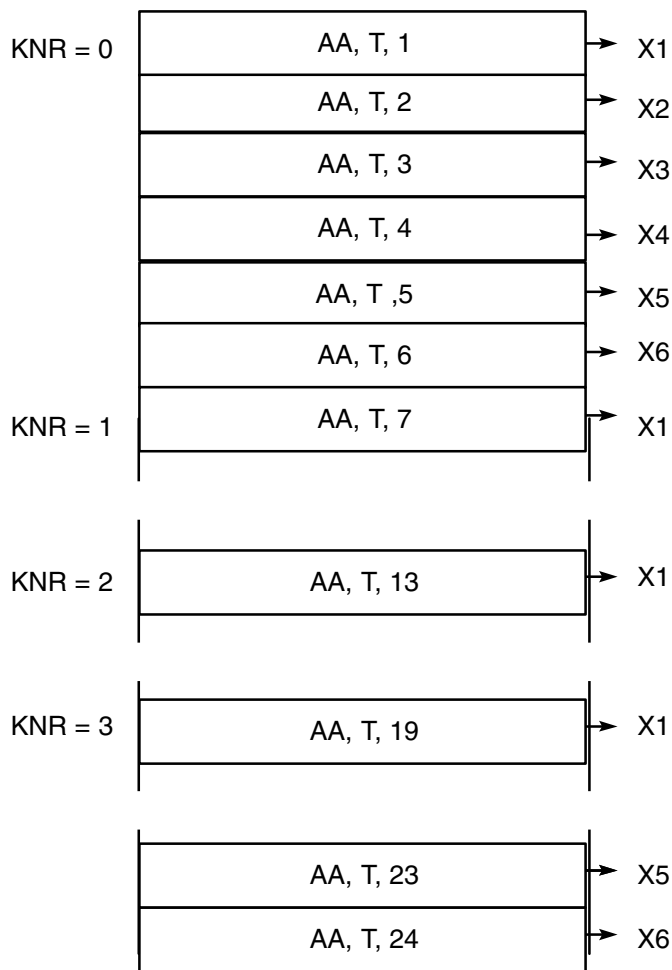 KNR = 0 AA, T, 1 X1
AA, T, 2 X2
AA, T, 3 X3
AA, T, 4 X4
AA, T ,5 X5
AA, T, 6 X6
KNR = 1 AA, T, 7 X1
KNR = 2 AA, T, 13 X1
KNR = 3 AA, T, 19 X1
AA, T, 23 X5
AA, T, 24 X6